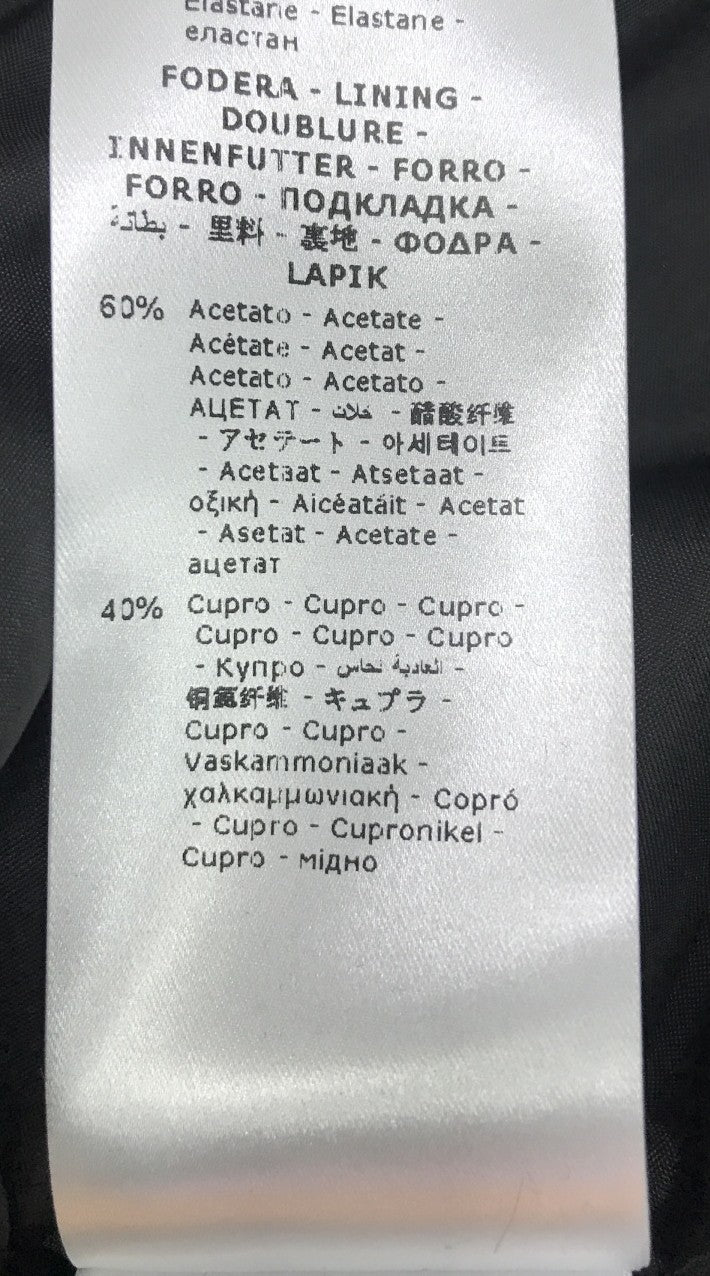 Elastane - Elastane -
еластан
FODERA - LINING -
DOUBLURE -
INNENFUTTER - FORRO -
FORRO - ПОДКЛАДКА -
بطانة - 里料 - 裏地 - ΦΟΔΡΑ -
LAPIK
60% Acetato - Acetate -
Acétate - Acetat -
Acetato - Acetato -
АЦЕТАТ - خلات - 醋酸纤维
- アセテート - 아세테이트
- Acetaat - Atsetaat -
οξική - Aicéatáit - Acetat
- Asetat - Acetate -
ацетат
40% Cupro - Cupro - Cupro -
Cupro - Cupro - Cupro
- Купро - العادية نحاس -
铜氨纤维 - キュプラ -
Cupro - Cupro -
Vaskammoniaak -
χαλκαμμωνιακή - Copró
- Cupro - Cupronikel -
Cupro - мідно